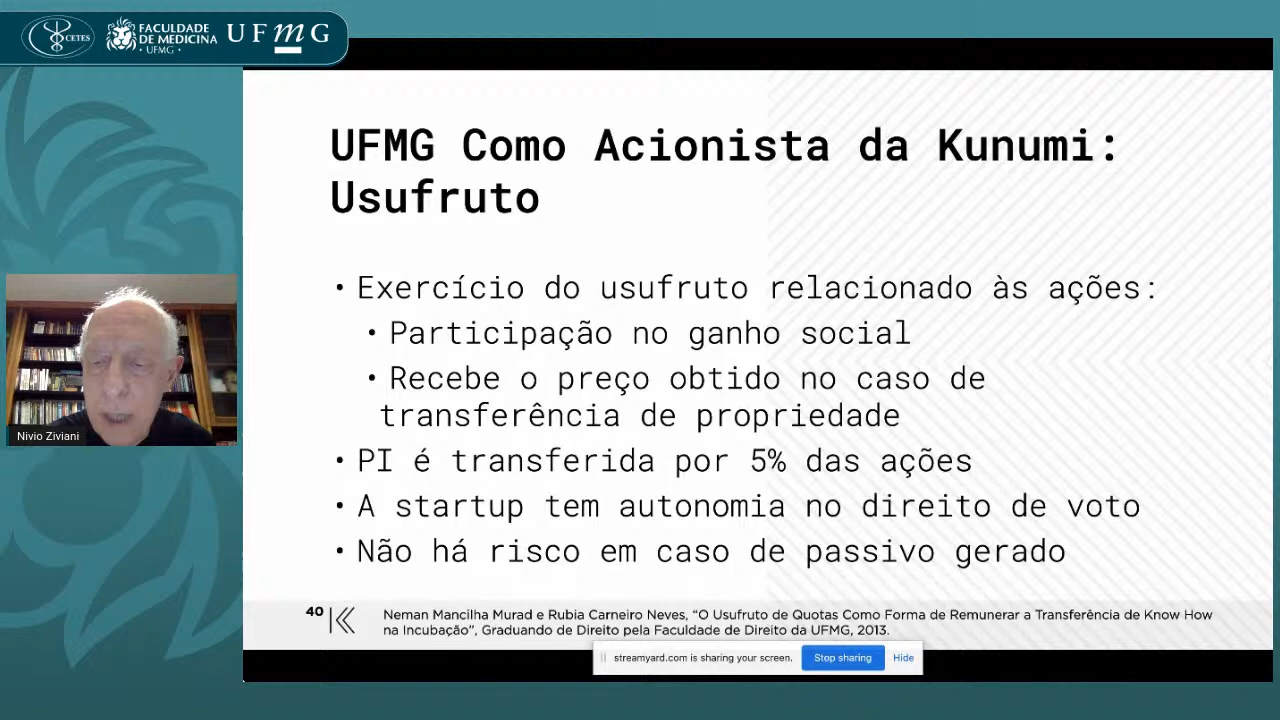 CETES
FACULDADE
DE MEDICINA
• UFMG •
UFmG
UFMG Como Acionista da Kunumi:
Usufruto
• Exercício do usufruto relacionado às ações:
• Participação no ganho social
• Recebe o preço obtido no caso de
transferência de propriedade
• PI é transferida por 5% das ações
• A startup tem autonomia no direito de voto
• Não há risco em caso de passivo gerado
Nivio Ziviani
40
Neman Mancilha Murad e Rubia Carneiro Neves, “O Usufruto de Quotas Como Forma de Remunerar a Transferência de Know How
na Incubação”, Graduando de Direito pela Faculdade de Direito da UFMG, 2013.
streamyard.com is sharing your screen. Stop sharing Hide